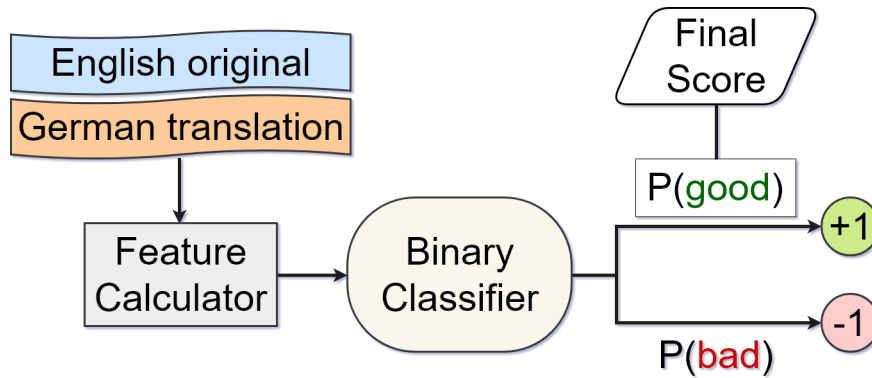 English original
German translation
Feature
Calculator
Binary
Classifier
Final
Score
P(good)
+1
-1
P(bad)